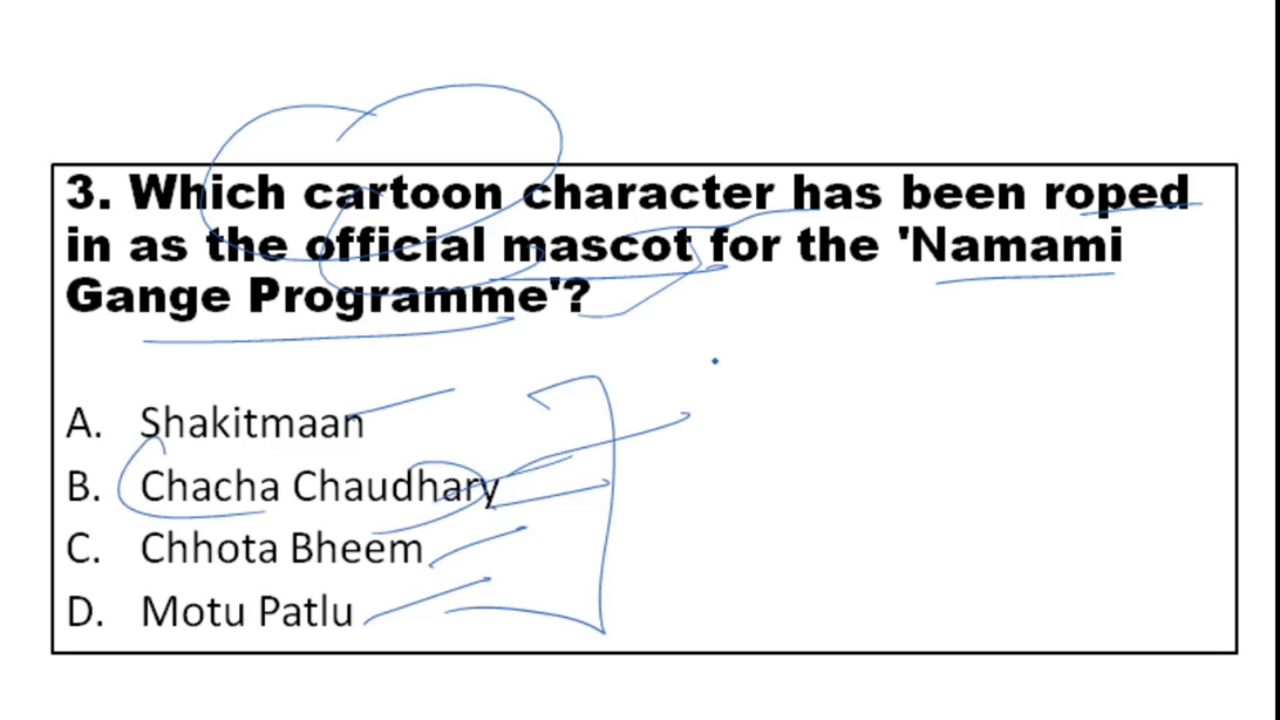 3. Which cartoon character has been roped
in as the official mascot for the 'Namami
Gange Programme'?
A. Shakitmaan
B. Chacha Chaudhary
C. Chhota Bheem
D. Motu Patlu